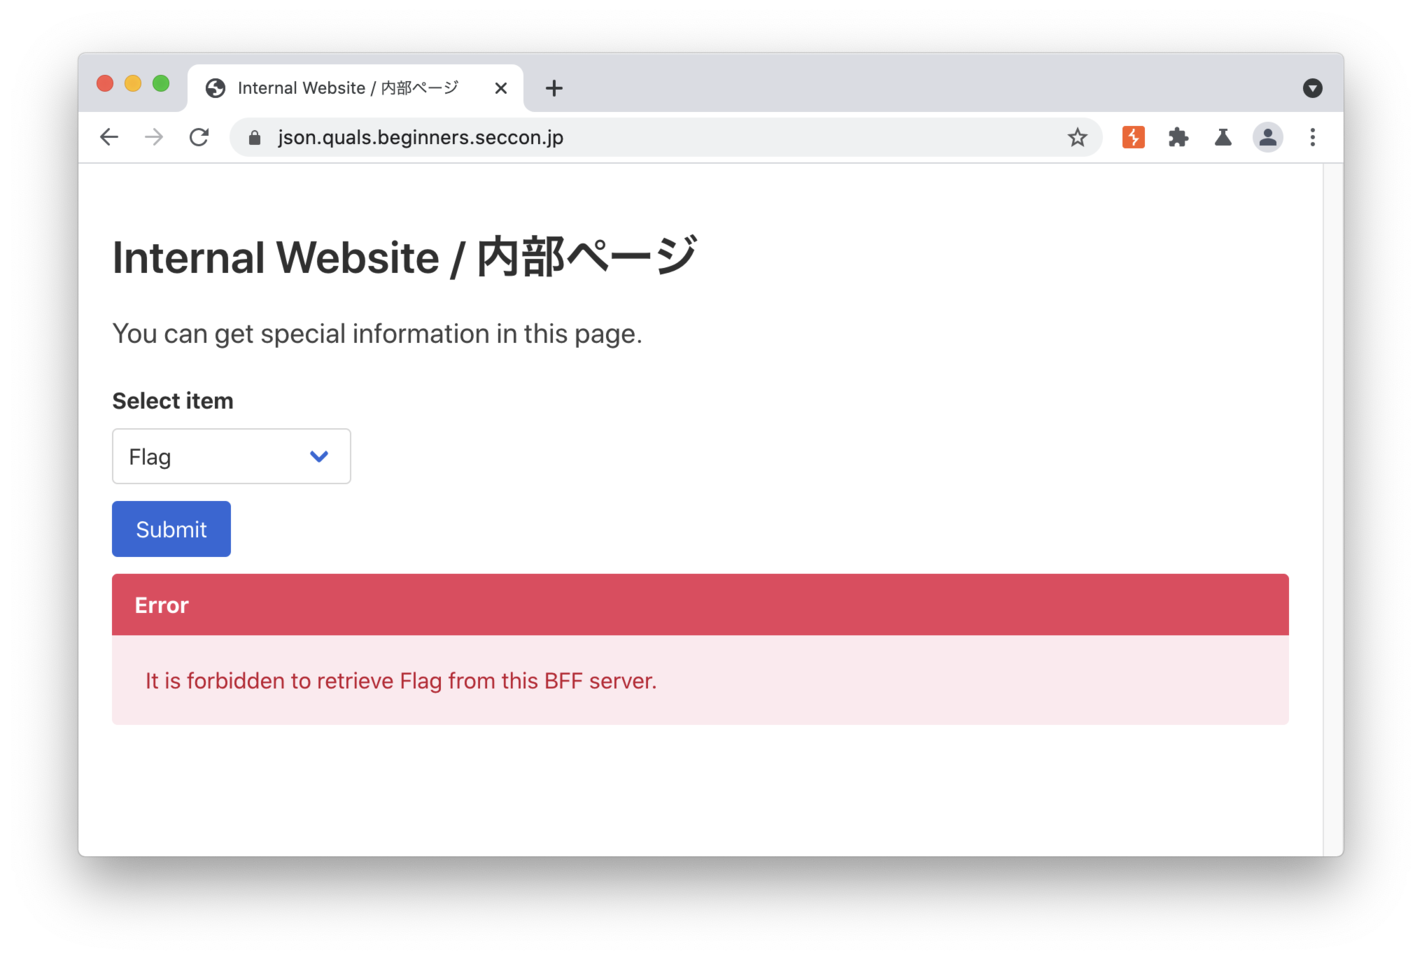 Internal Website / 内部ページ
json.quals.beginners.seccon.jp
Internal Website / 内部ページ
You can get special information in this page.
Select item
Flag
Submit
Error
It is forbidden to retrieve Flag from this BFF server.